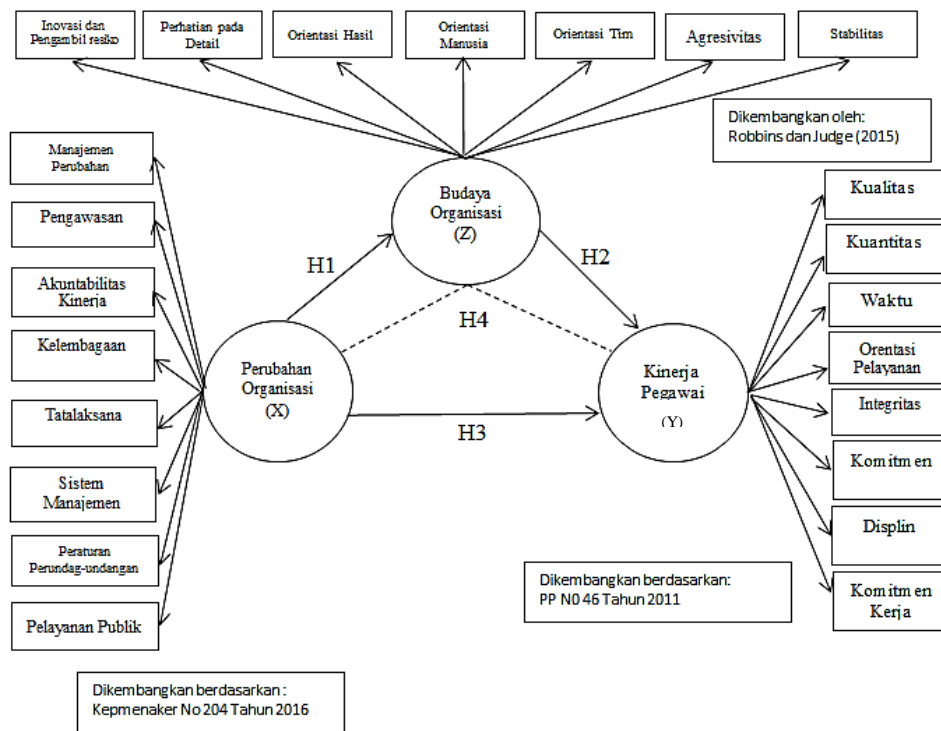 Inovasi dan
Pengambil resiko
Perhatian pada
Detail
Orientasi Hasil
Orientasi
Manusia
Orientasi Tim
Agresivitas
Stabilitas
Dikembangkan oleh:
Robbins dan Judge (2015)
Manajemen
Perubahan
Pengawasan
Akuntabilitas
Kinerja
Kelembagaan
Tatalaksana
Sistem
Manajemen
Peraturan
Perundag-undangan
Pelayanan Publik
Budaya
Organisasi
(Z)
H1
H2
H4
Perubahan
Organisasi
(X)
H3
Kinerja
Pegawai
(Y)
Kualitas
Kuantitas
Waktu
Orentasi
Pelayanan
Integritas
Komitmen
Displin
Komitmen
Kerja
Dikembangkan berdasarkan:
PP N0 46 Tahun 2011
Dikembangkan berdasarkan :
Kepmenaker No 204 Tahun 2016